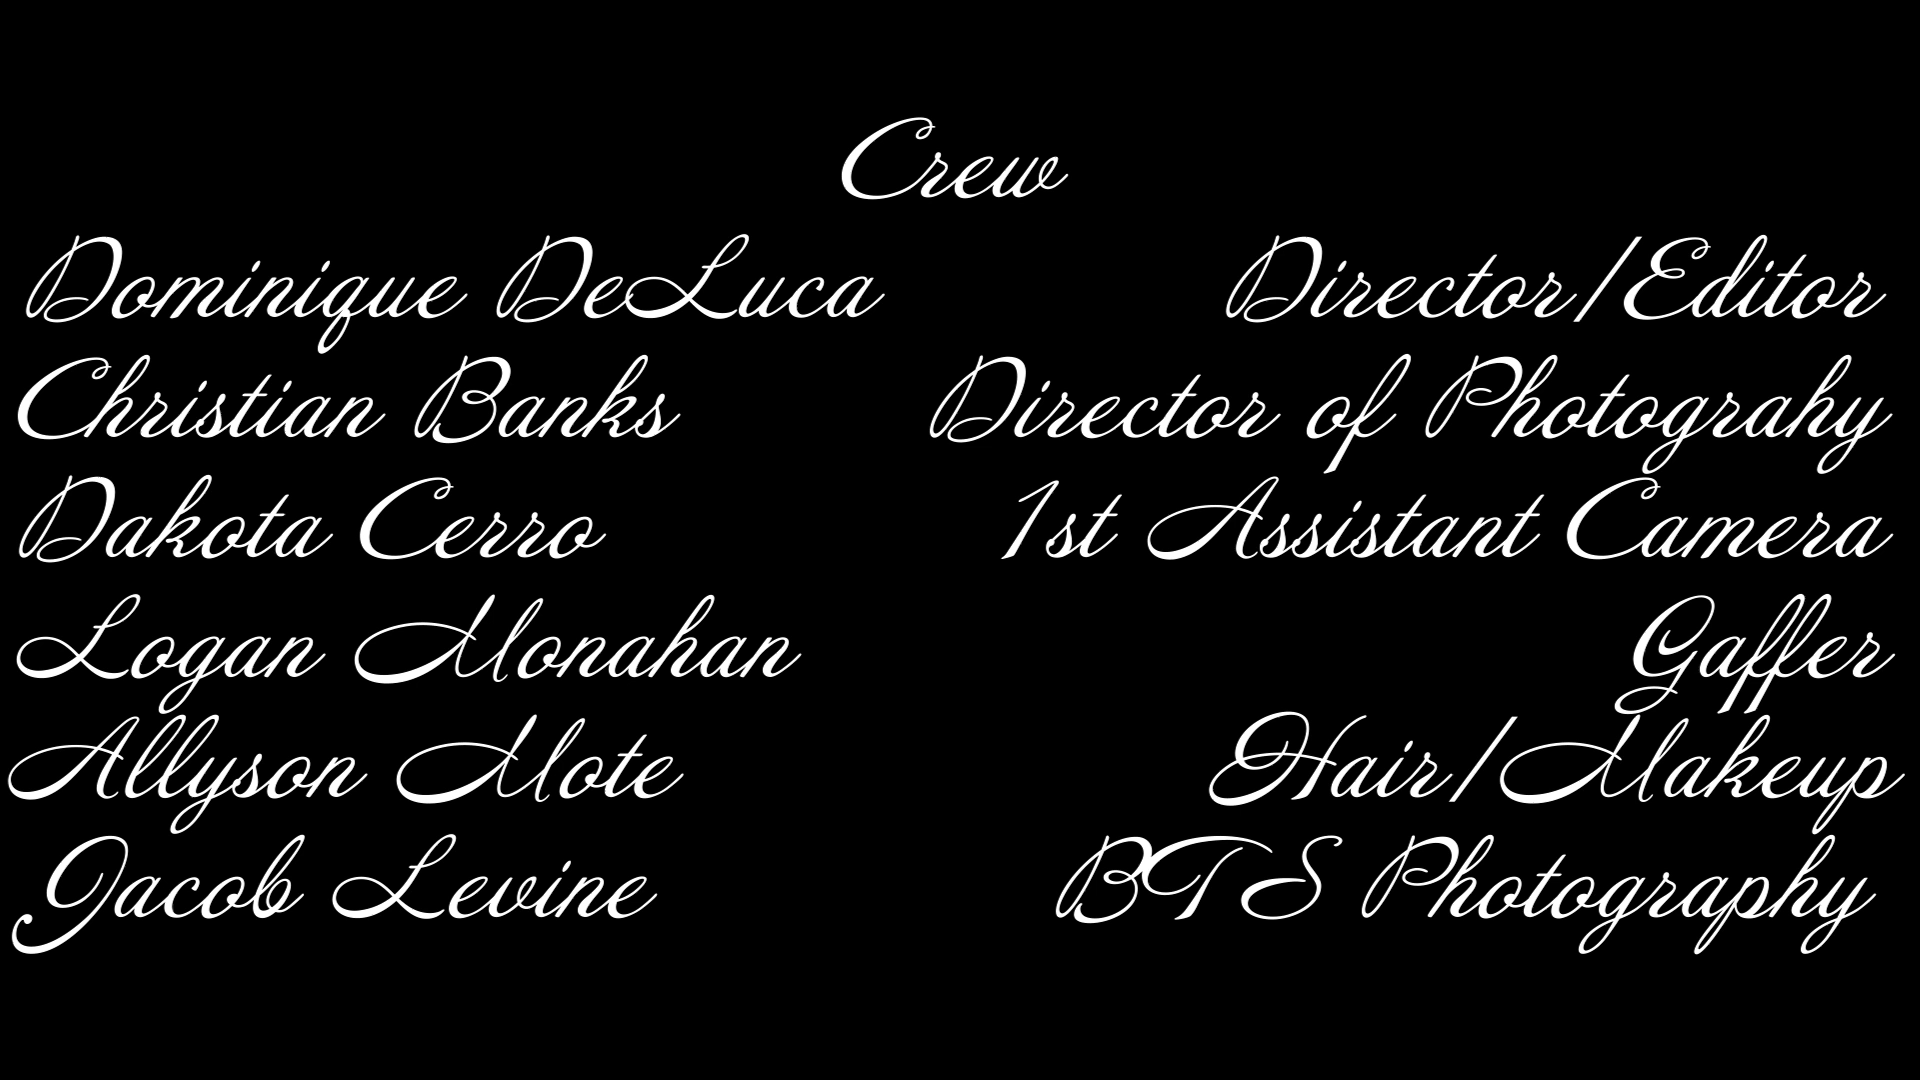 Crew
Dominique DeLuca Director/Editor
Christian Banks Director of Photograhy
Dakota Cerro 1st Assistant Camera
Logan Monahan Gaffer
Allyson Mote Hair/Makeup
Jacob Levine BTS Photography